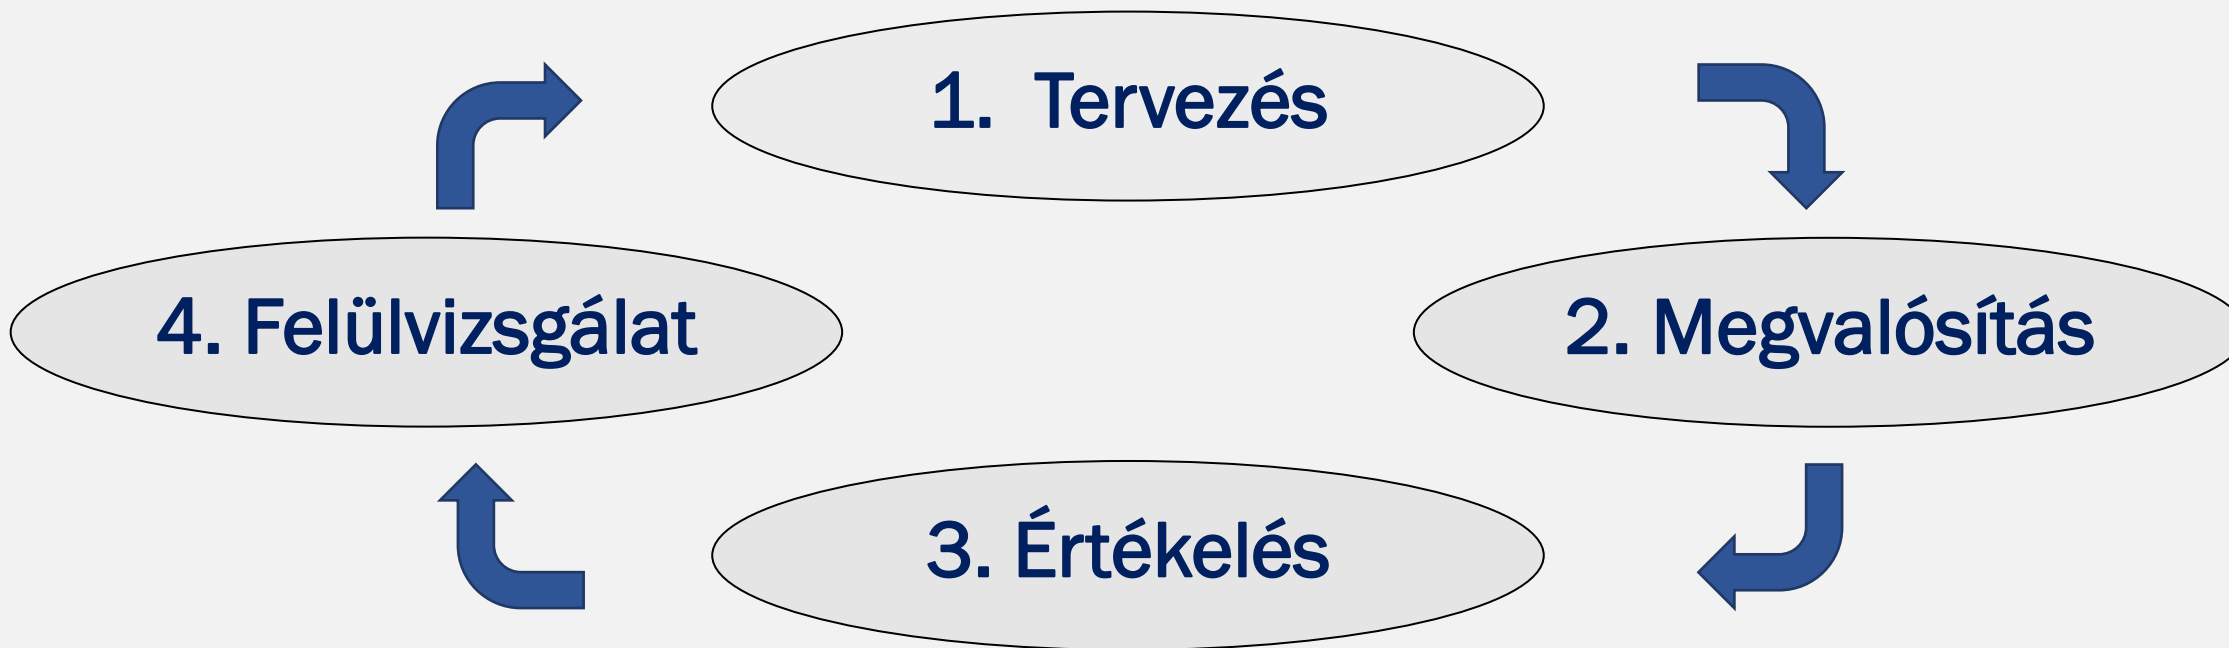 1. Tervezés
2. Megvalósítás
3. Értékelés
4. Felülvizsgálat